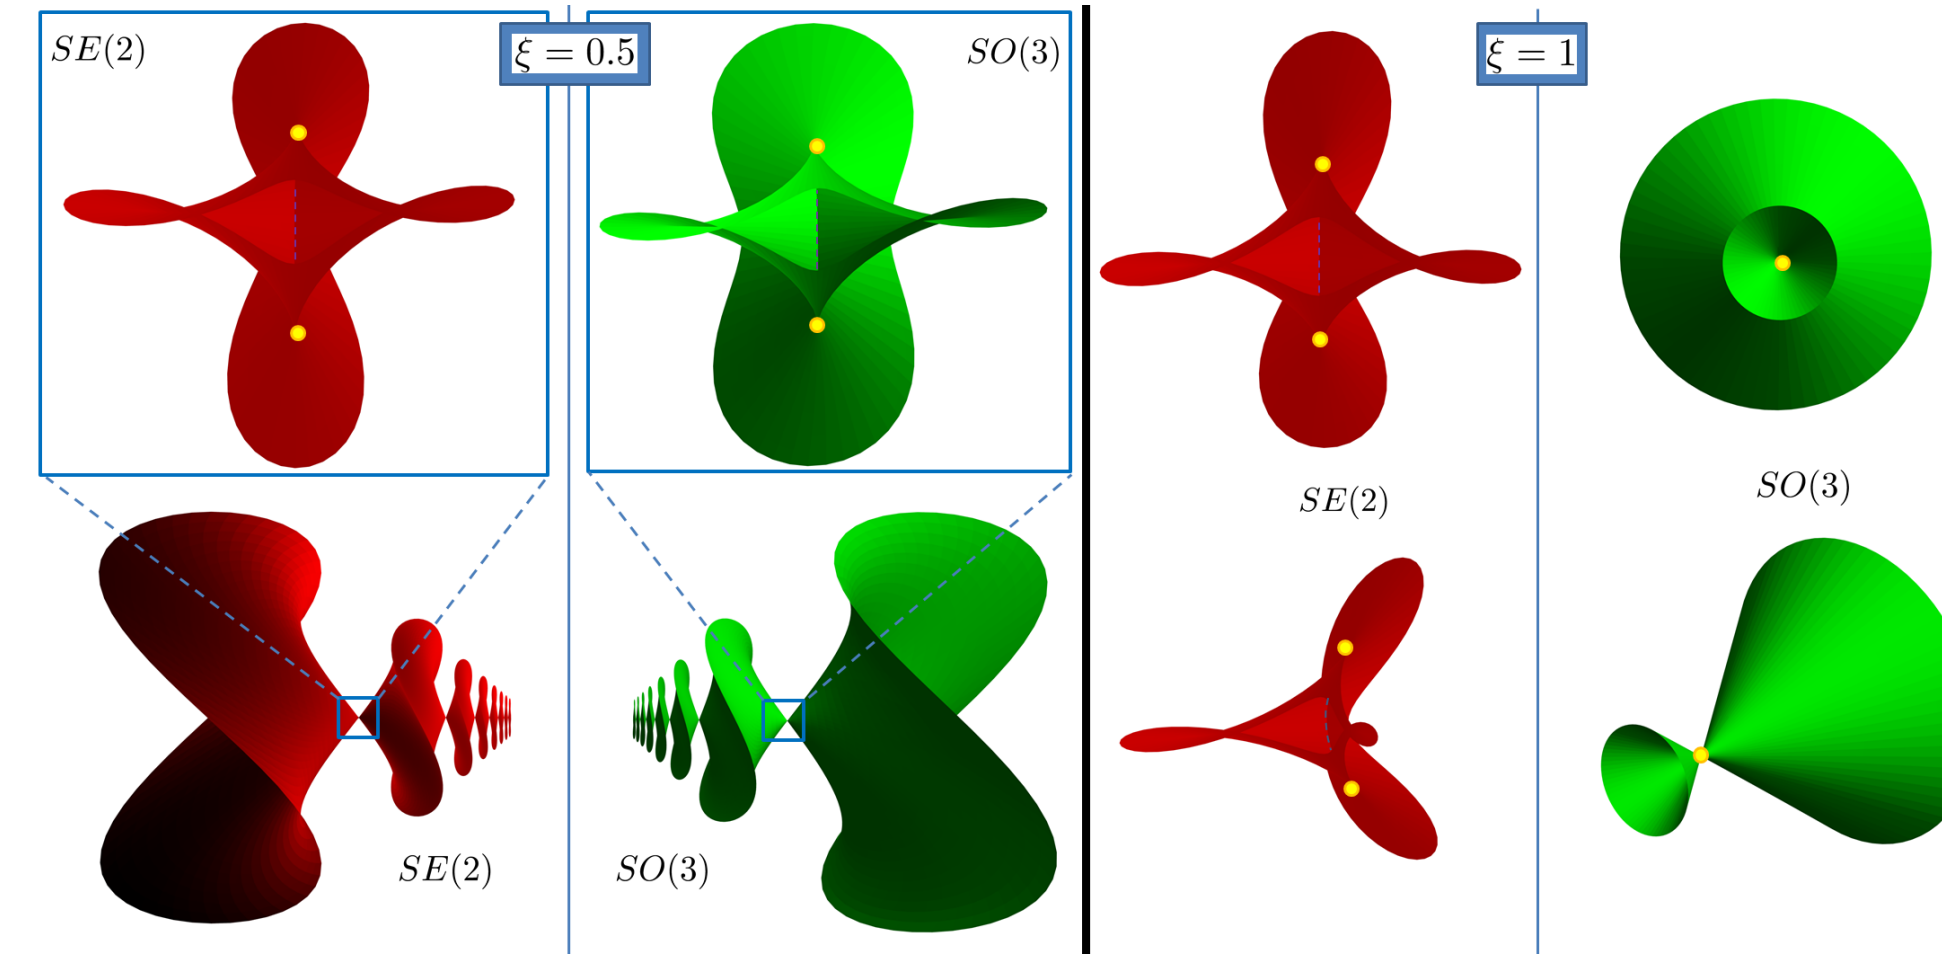 SE(2)
ξ = 0.5
SO(3)
ξ = 1
SE(2)
SO(3)
SE(2)
SO(3)